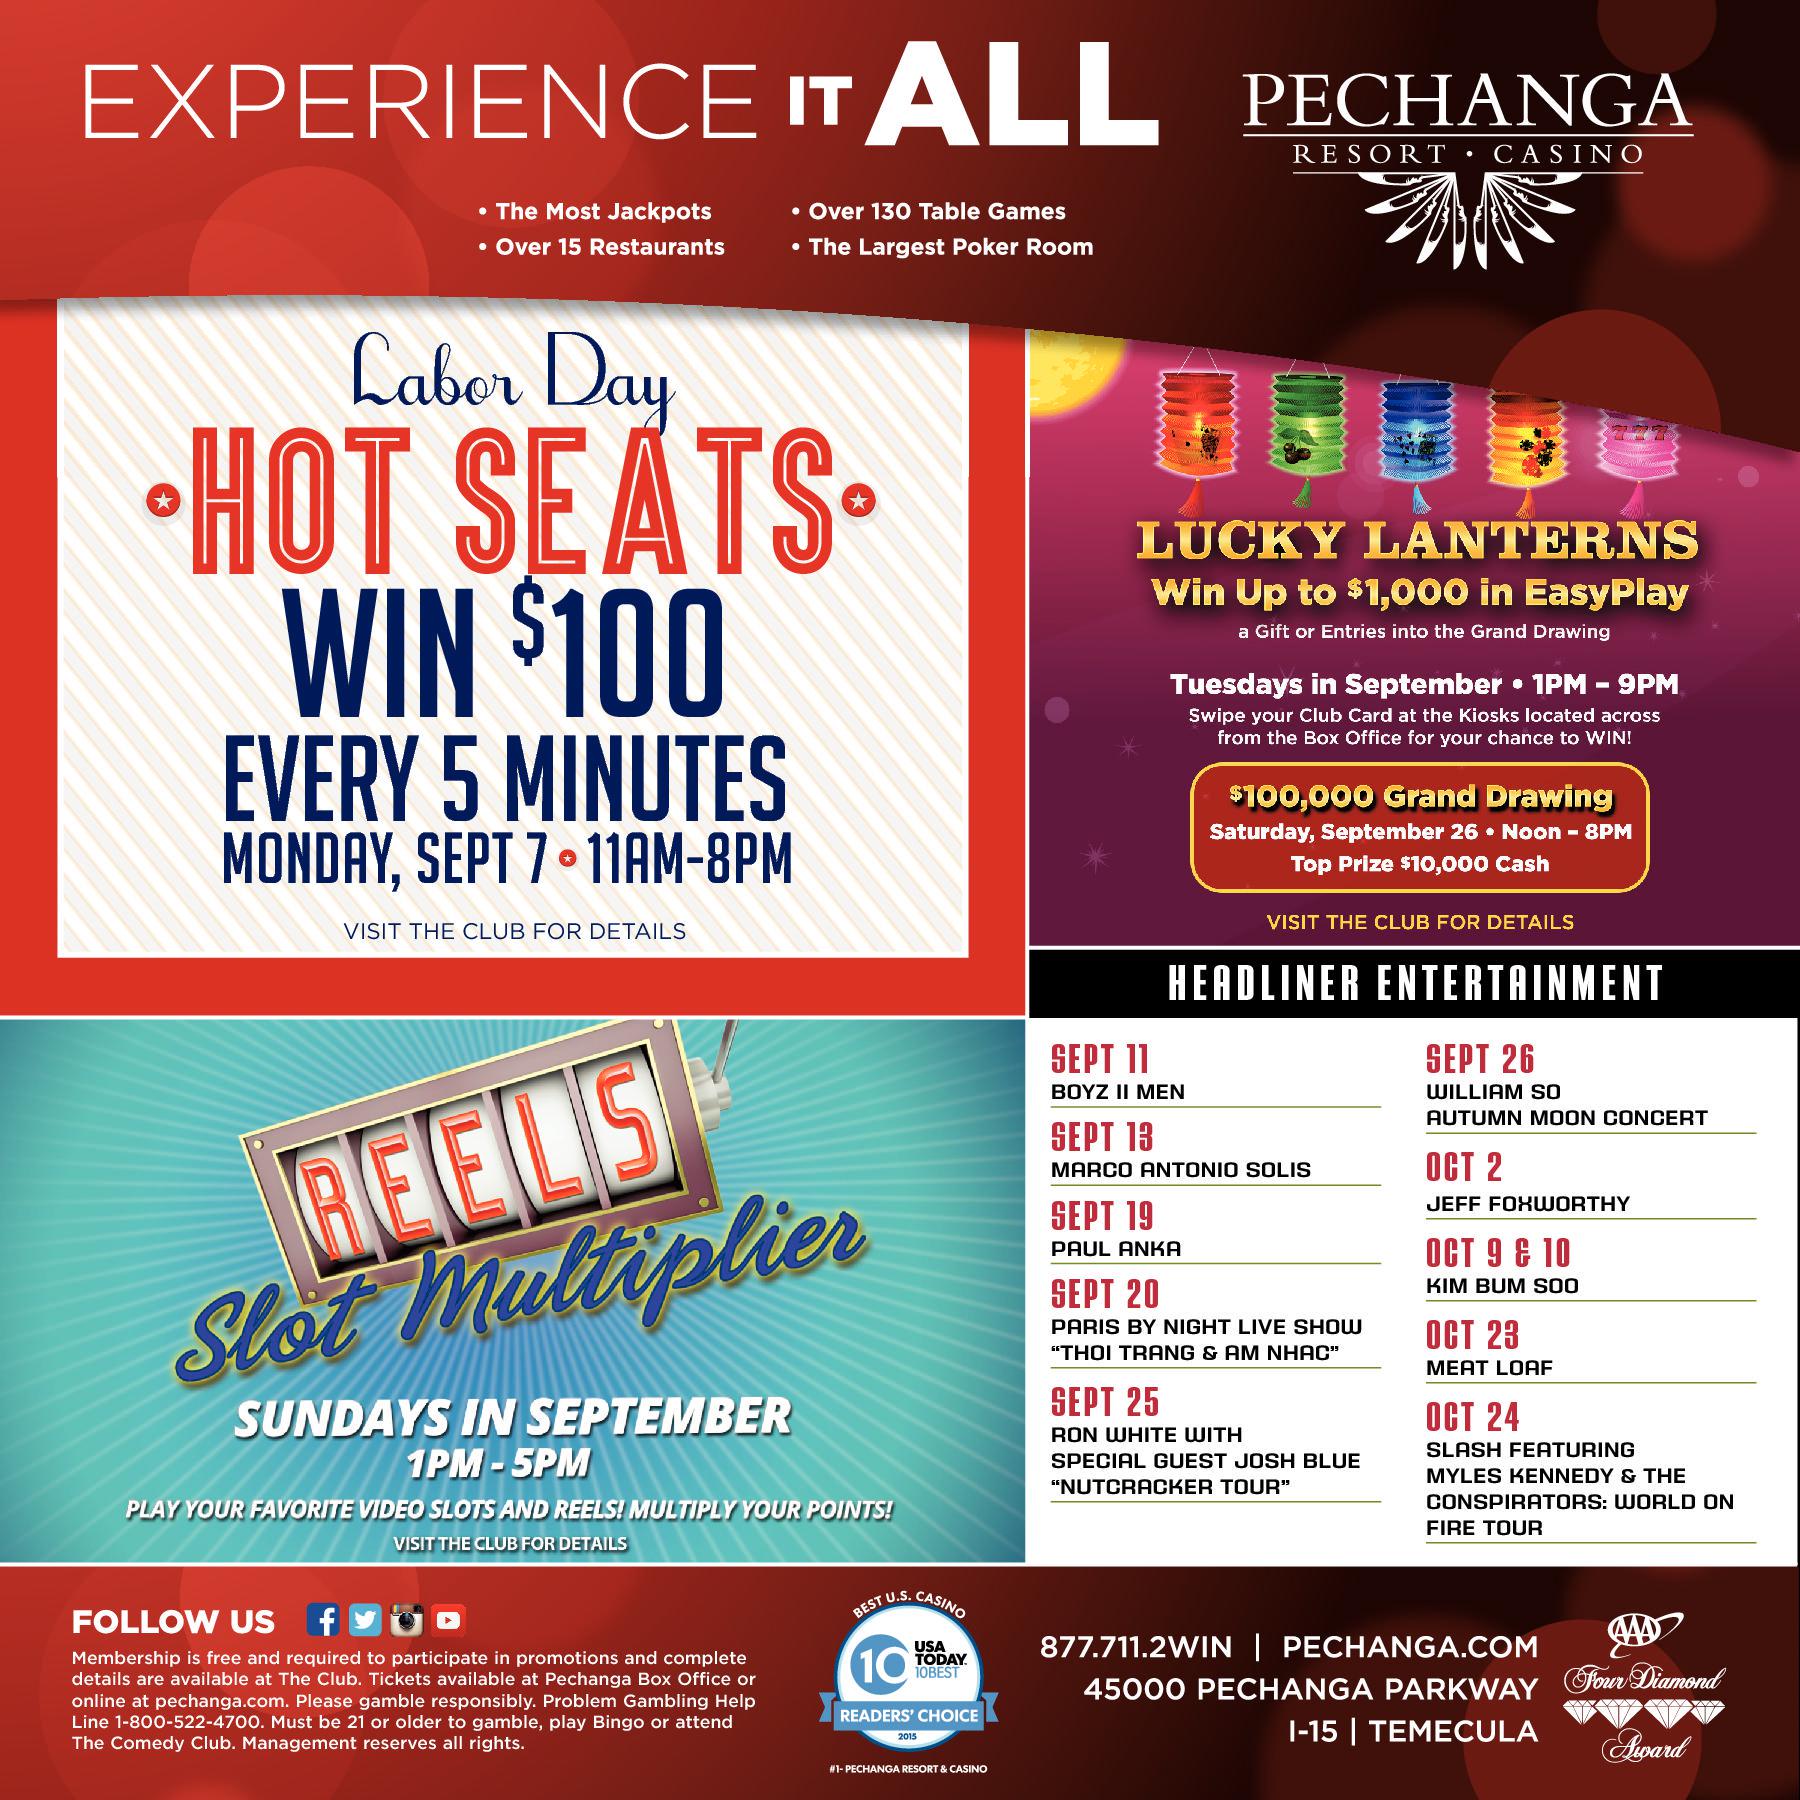 EXPERIENCE IT ALL
• The Most Jackpots
• Over 15 Restaurants
• Over 130 Table Games
• The Largest Poker Room
PECHANGA
RESORT • CASINO
Labor Day
HOT SEATS
WIN $100
EVERY 5 MINUTES
MONDAY, SEPT 7 • 11AM-8PM
VISIT THE CLUB FOR DETAILS
777
LUCKY LANTERNS
Win Up to $1,000 in EasyPlay
a Gift or Entries into the Grand Drawing
Tuesdays in September • 1PM – 9PM
Swipe your Club Card at the Kiosks located across
from the Box Office for your chance to WIN!
$100,000 Grand Drawing
Saturday, September 26 • Noon – 8PM
Top Prize $10,000 Cash
VISIT THE CLUB FOR DETAILS
REELS
Slot Multiplier
SUNDAYS IN SEPTEMBER
1PM - 5PM
PLAY YOUR FAVORITE VIDEO SLOTS AND REELS! MULTIPLY YOUR POINTS!
VISIT THE CLUB FOR DETAILS
HEADLINER ENTERTAINMENT
SEPT 11
BOYZ II MEN
SEPT 13
MARCO ANTONIO SOLIS
SEPT 19
PAUL ANKA
SEPT 20
PARIS BY NIGHT LIVE SHOW
“THOI TRANG & AM NHAC”
SEPT 25
RON WHITE WITH
SPECIAL GUEST JOSH BLUE
“NUTCRACKER TOUR”
SEPT 26
WILLIAM SO
AUTUMN MOON CONCERT
OCT 2
JEFF FOXWORTHY
OCT 9 & 10
KIM BUM SOO
OCT 23
MEAT LOAF
OCT 24
SLASH FEATURING
MYLES KENNEDY & THE
CONSPIRATORS: WORLD ON
FIRE TOUR
FOLLOW US
Membership is free and required to participate in promotions and complete
details are available at The Club. Tickets available at Pechanga Box Office or
online at pechanga.com. Please gamble responsibly. Problem Gambling Help
Line 1-800-522-4700. Must be 21 or older to gamble, play Bingo or attend
The Comedy Club. Management reserves all rights.
BEST U.S. CASINO
10
USA
TODAY
10BEST
READERS' CHOICE
2015
#1- PECHANGA RESORT & CASINO
877.711.2WIN | PECHANGA.COM
45000 PECHANGA PARKWAY
I-15 | TEMECULA
AAA
Four Diamond
Award